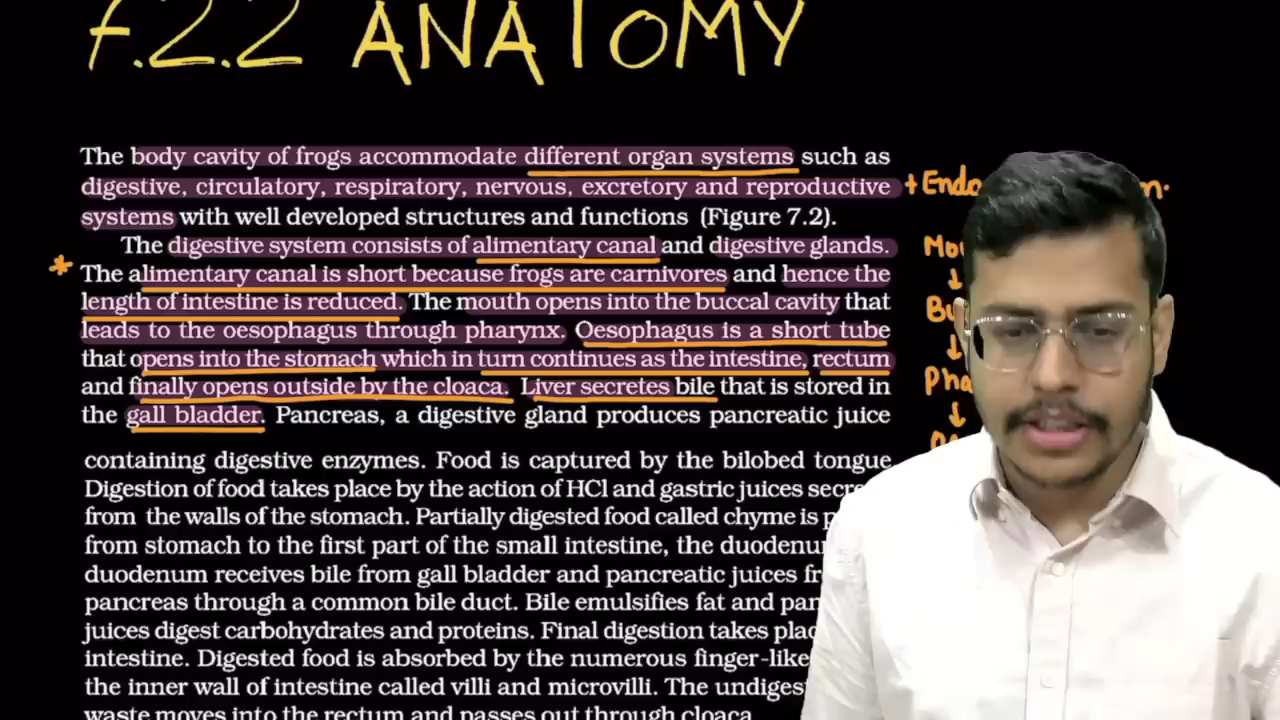 7.2.2 ANATOMY
The body cavity of frogs accommodate different organ systems such as
digestive, circulatory, respiratory, nervous, excretory and reproductive
systems with well developed structures and functions (Figure 7.2).
The digestive system consists of alimentary canal and digestive glands.
* The alimentary canal is short because frogs are carnivores and hence the
length of intestine is reduced. The mouth opens into the buccal cavity that
leads to the oesophagus through pharynx. Oesophagus is a short tube
that opens into the stomach which in turn continues as the intestine, rectum
and finally opens outside by the cloaca. Liver secretes bile that is stored in
the gall bladder. Pancreas, a digestive gland produces pancreatic juice
containing digestive enzymes. Food is captured by the bilobed tongue
Digestion of food takes place by the action of HCl and gastric juices
from the walls of the stomach. Partially digested food called chyme is
from stomach to the first part of the small intestine, the
duodenum receives bile from gall bladder and pancreatic juices
pancreas through a common bile duct. Bile emulsifies fat and
juices digest carbohydrates and proteins. Final digestion takes
intestine. Digested food is absorbed by the numerous finger-like
the inner wall of intestine called villi and microvilli. The
waste moves into the rectum and passes out through cloaca
+
↓
↓
↓